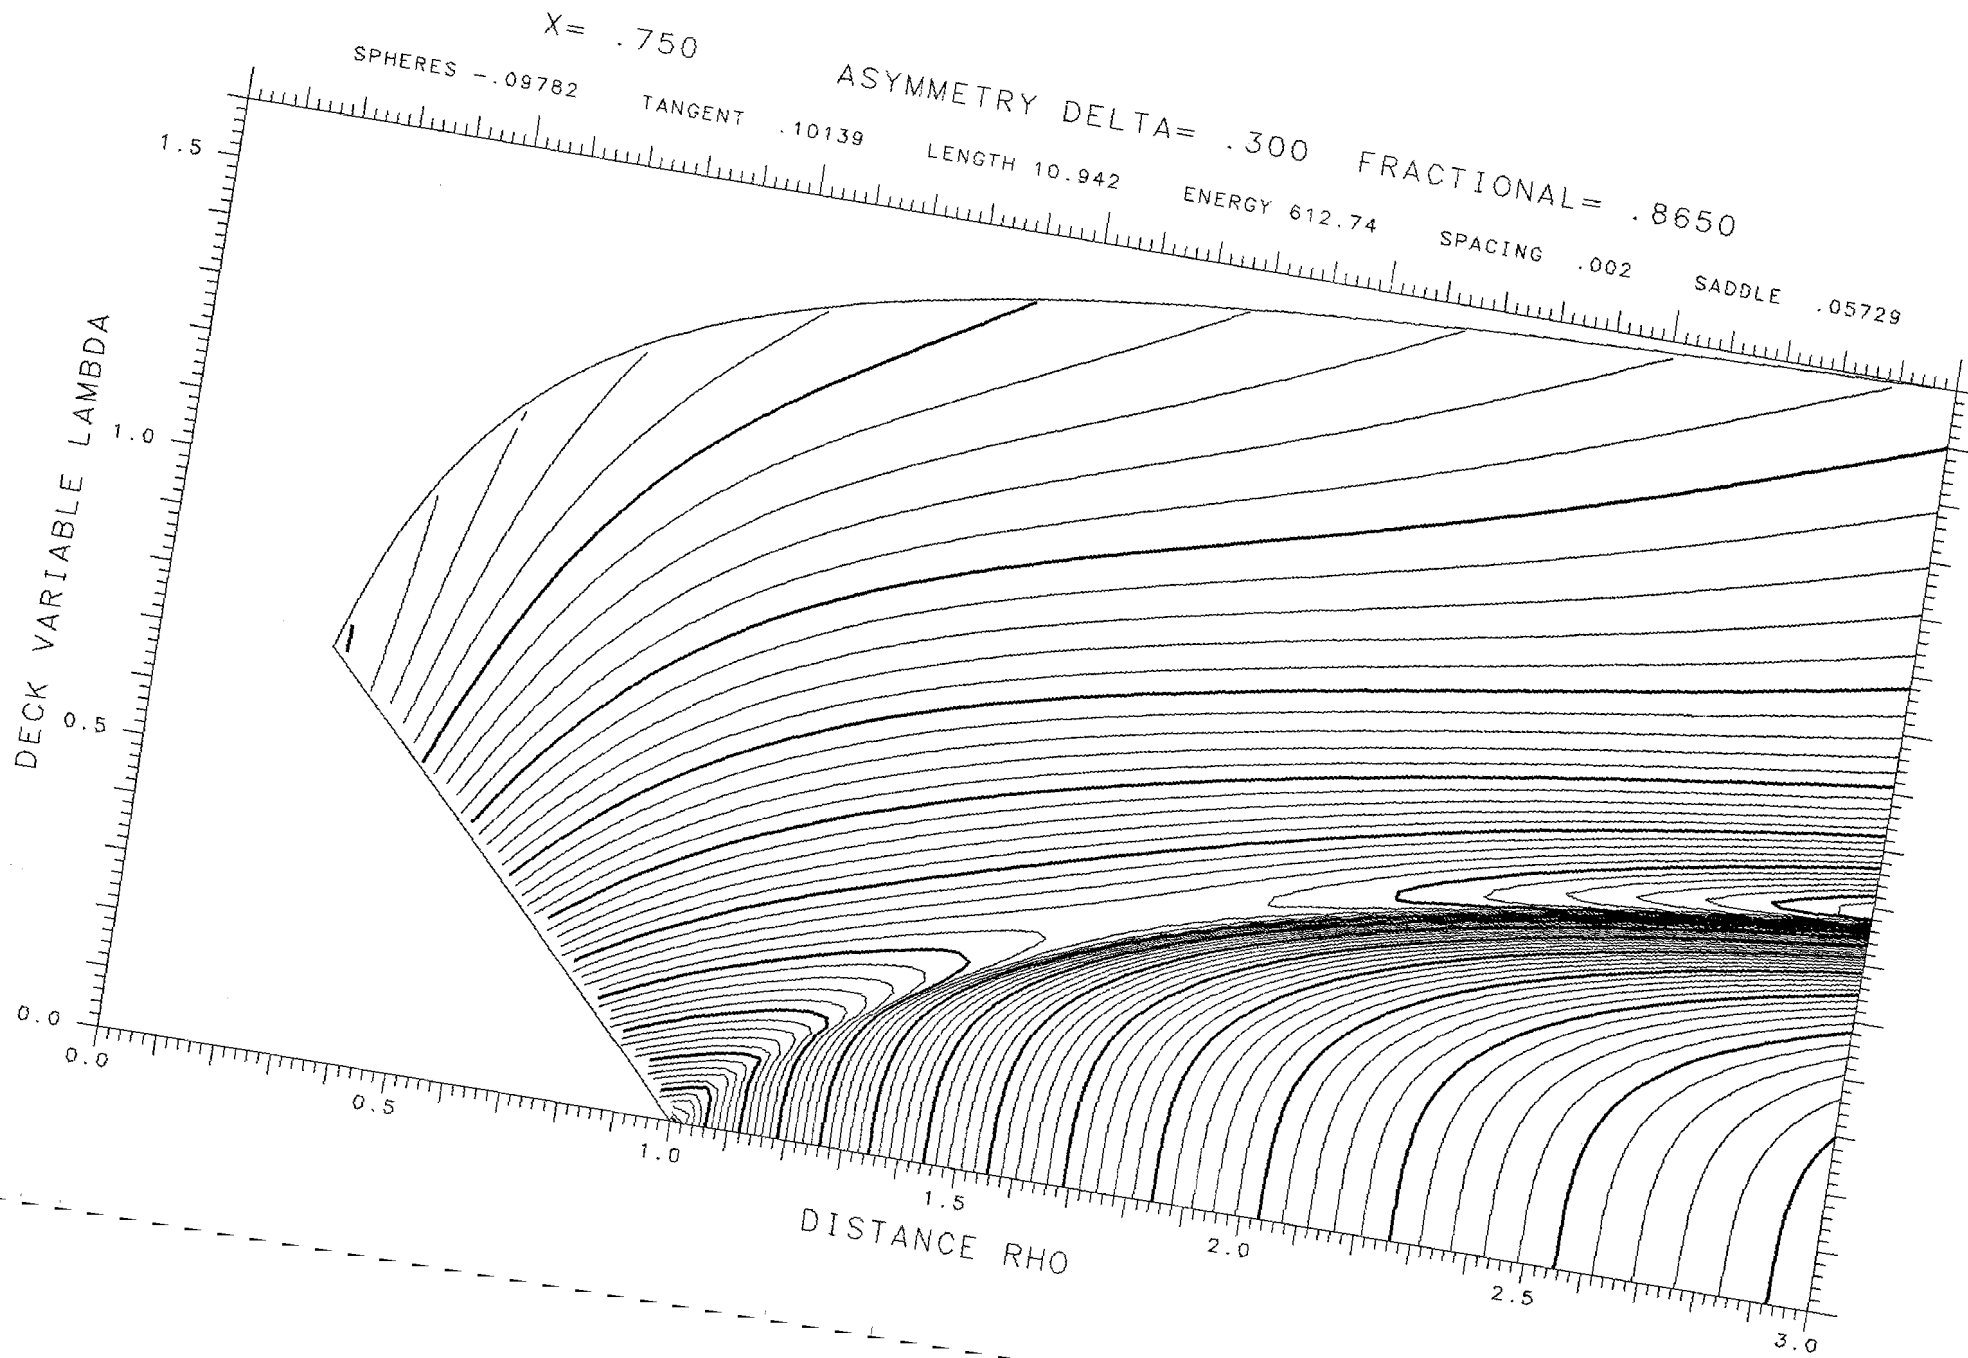 X= .750 ASYMMETRY DELTA= .300 FRACTIONAL= .8650
SPHERES -.09782 TANGENT .10139 LENGTH 10.942 ENERGY 612.74 SPACING .002 SADDLE .05729
1.5
1.0
0.5
0.0
DECK VARIABLE LAMBDA
0.0
0.5
1.0
1.5
2.0
2.5
3.0
DISTANCE RHO